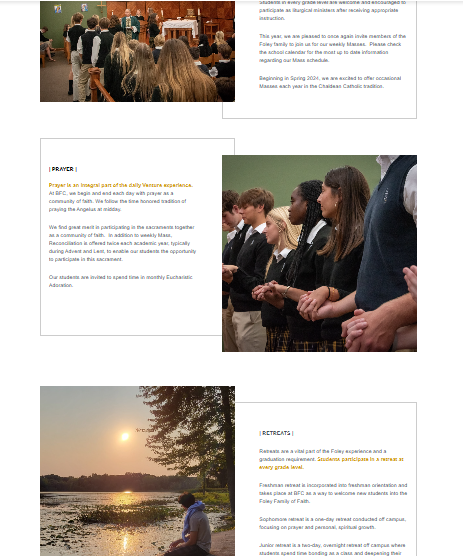 Students in every grade level are welcome and encouraged to
participate as liturgical ministers after receiving appropriate
instruction.
This year, we are pleased to once again invite members of the
Foley family to join us for our weekly Masses. Please check
the school calendar for the most up to date information
regarding our Mass schedule.
Beginning in Spring 2024, we are excited to offer occasional
Masses each year in the Chaldean Catholic tradition.
| PRAYER |
Prayer is an integral part of the daily Venture experience.
At BFC, we begin and end each day with prayer as a
community of faith. We follow the time honored tradition of
praying the Angelus at midday.
We find great merit in participating in the sacraments together
as a community of faith. In addition to weekly Mass,
Reconciliation is offered twice each academic year, typically
during Advent and Lent, to enable our students the opportunity
to participate in this sacrament.
Our students are invited to spend time in monthly Eucharistic
Adoration.
| RETREATS |
Retreats are a vital part of the Foley experience and a
graduation requirement. Students participate in a retreat at
every grade level.
Freshman retreat is incorporated into freshman orientation and
takes place at BFC as a way to welcome new students into the
Foley Family of Faith.
Sophomore retreat is a one-day retreat conducted off campus,
focusing on prayer and personal, spiritual growth.
Junior retreat is a two-day, overnight retreat off campus where
students spend time bonding as a class and deepening their